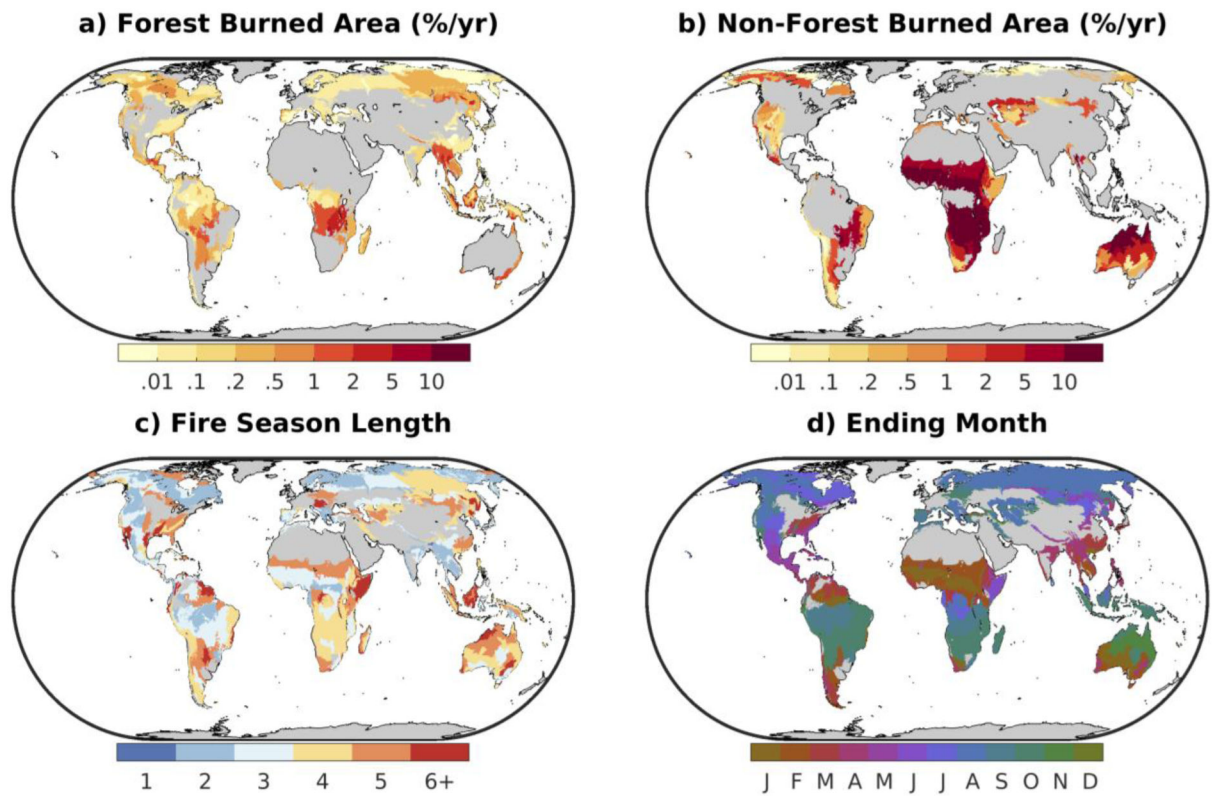 a) Forest Burned Area (%/yr)
b) Non-Forest Burned Area (%/yr)
.01 .1 .2 .5 1 2 5 10
.01 .1 .2 .5 1 2 5 10
c) Fire Season Length
d) Ending Month
1 2 3 4 5 6+
J F M A M J J A S O N D